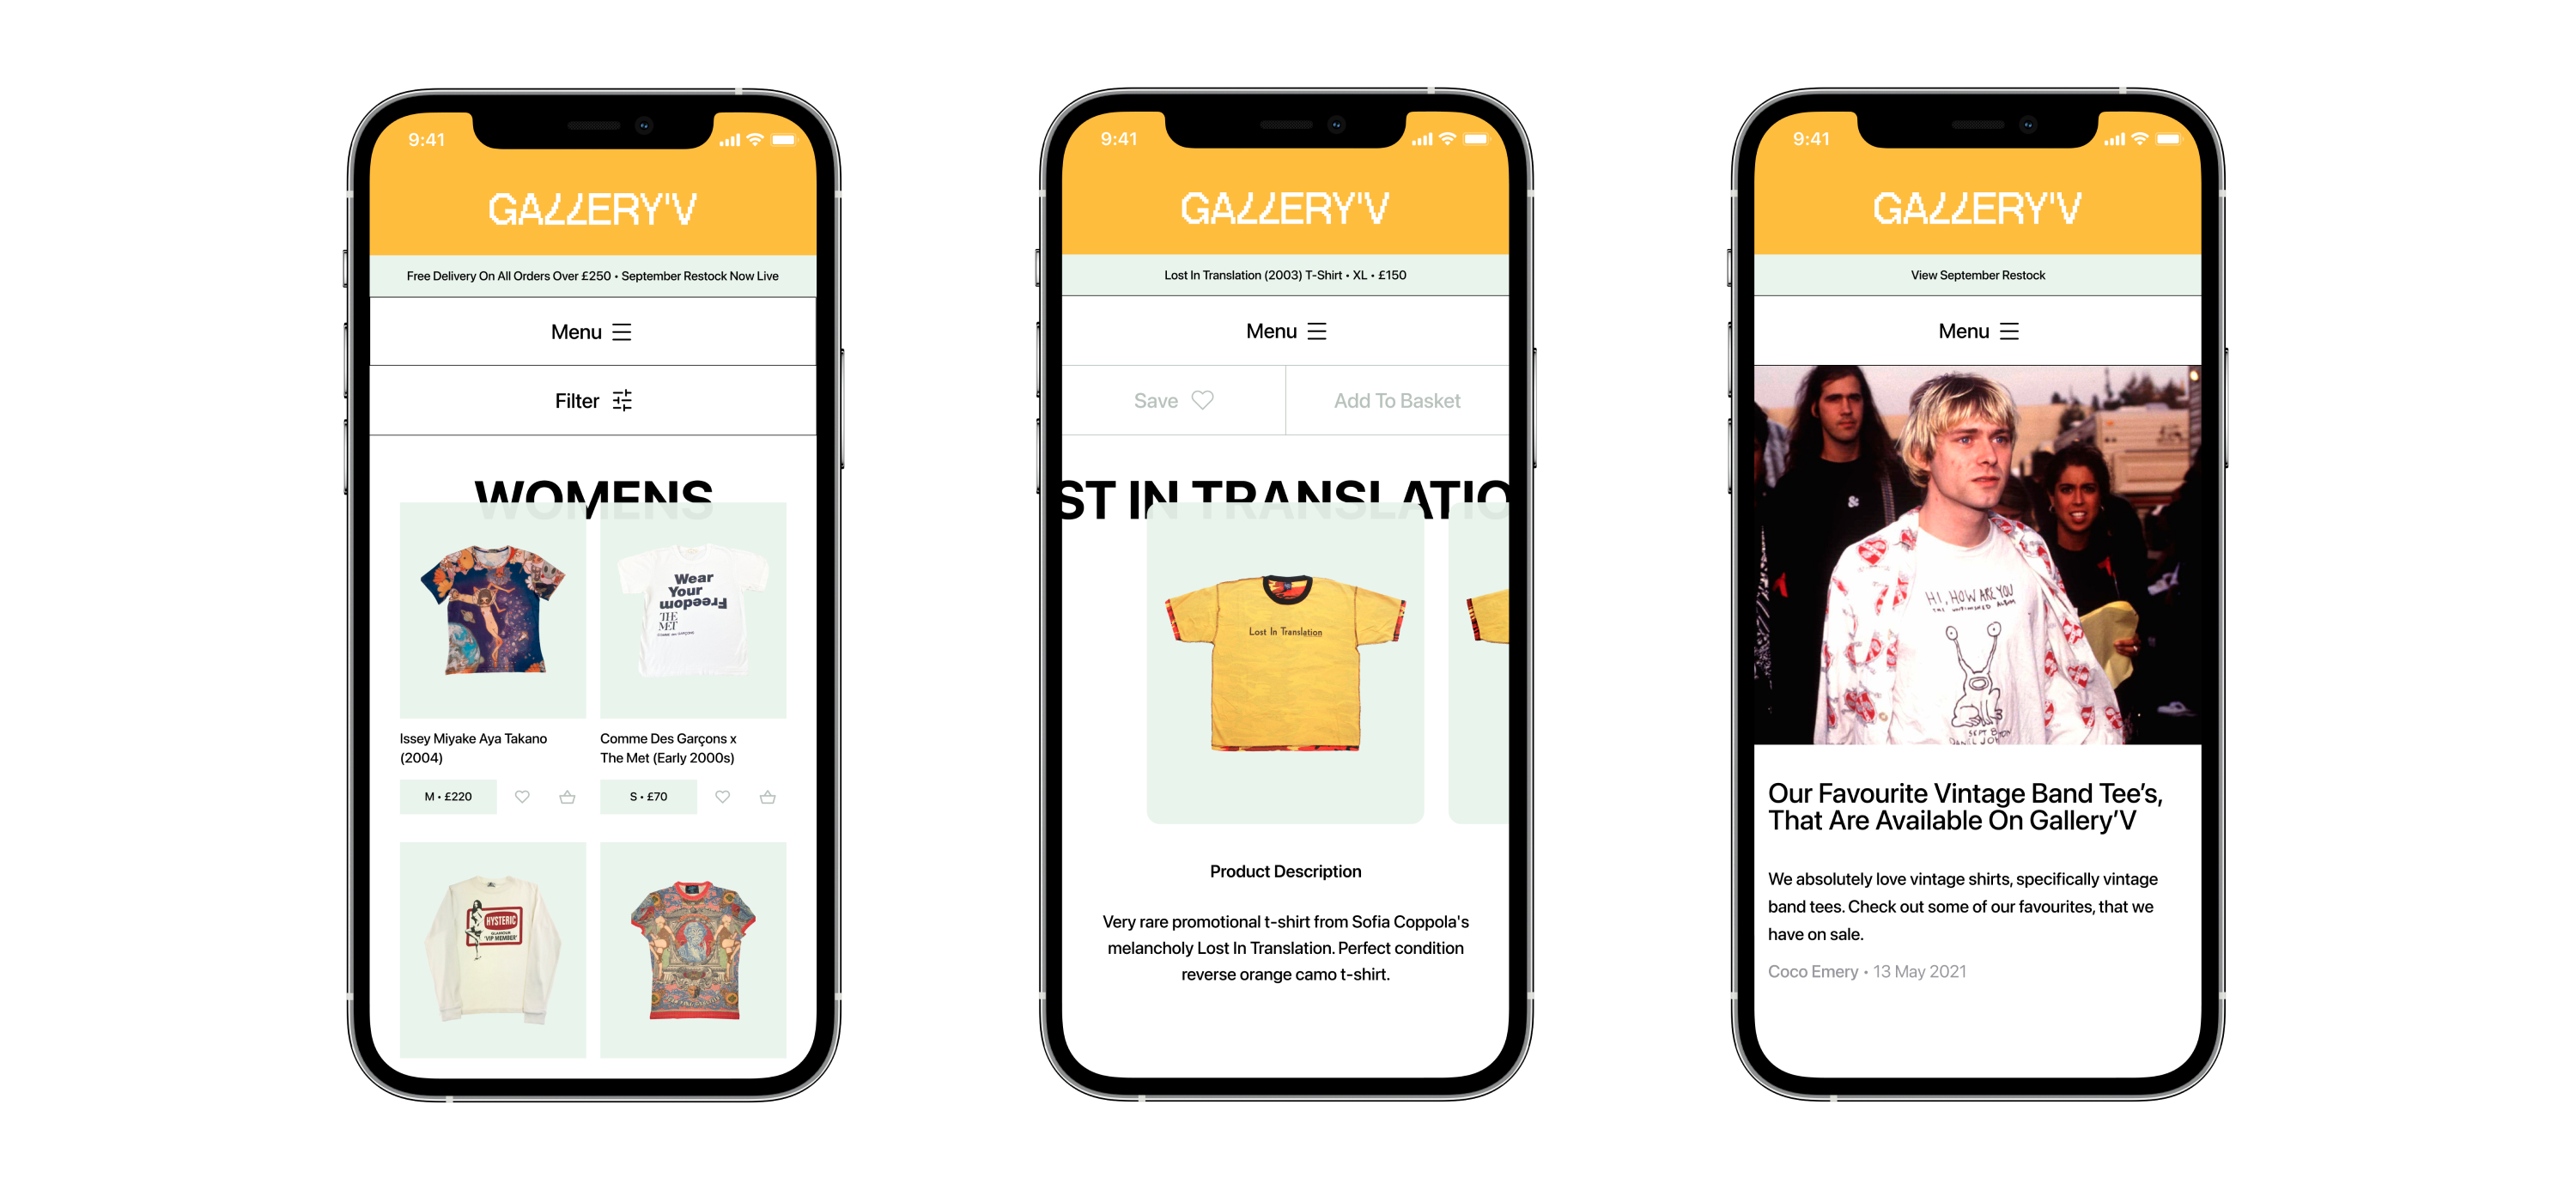 9:41
GALLERY'V
Free Delivery On All Orders Over £250 • September Restock Now Live
Menu
Filter
WOMENS
Wear
Your
Freedom
THE
MET
Issey Miyake Aya Takano
(2004)
M • £220
Comme Des Garçons x
The Met (Early 2000s)
S • £70
HYSTERIC
GLAMOUR
'VIP MEMBER'
9:41
GALLERY'V
Lost In Translation (2003) T-Shirt • XL • £150
Menu
Save
Add To Basket
ST IN TRANSLATIO
Lost In Translation
Product Description
Very rare promotional t-shirt from Sofia Coppola's
melancholy Lost In Translation. Perfect condition
reverse orange camo t-shirt.
9:41
GALLERY'V
View September Restock
Menu
&
HI, HOW ARE YOU
Our Favourite Vintage Band Tee's,
That Are Available On Gallery'V
We absolutely love vintage shirts, specifically vintage
band tees. Check out some of our favourites, that we
have on sale.
Coco Emery • 13 May 2021